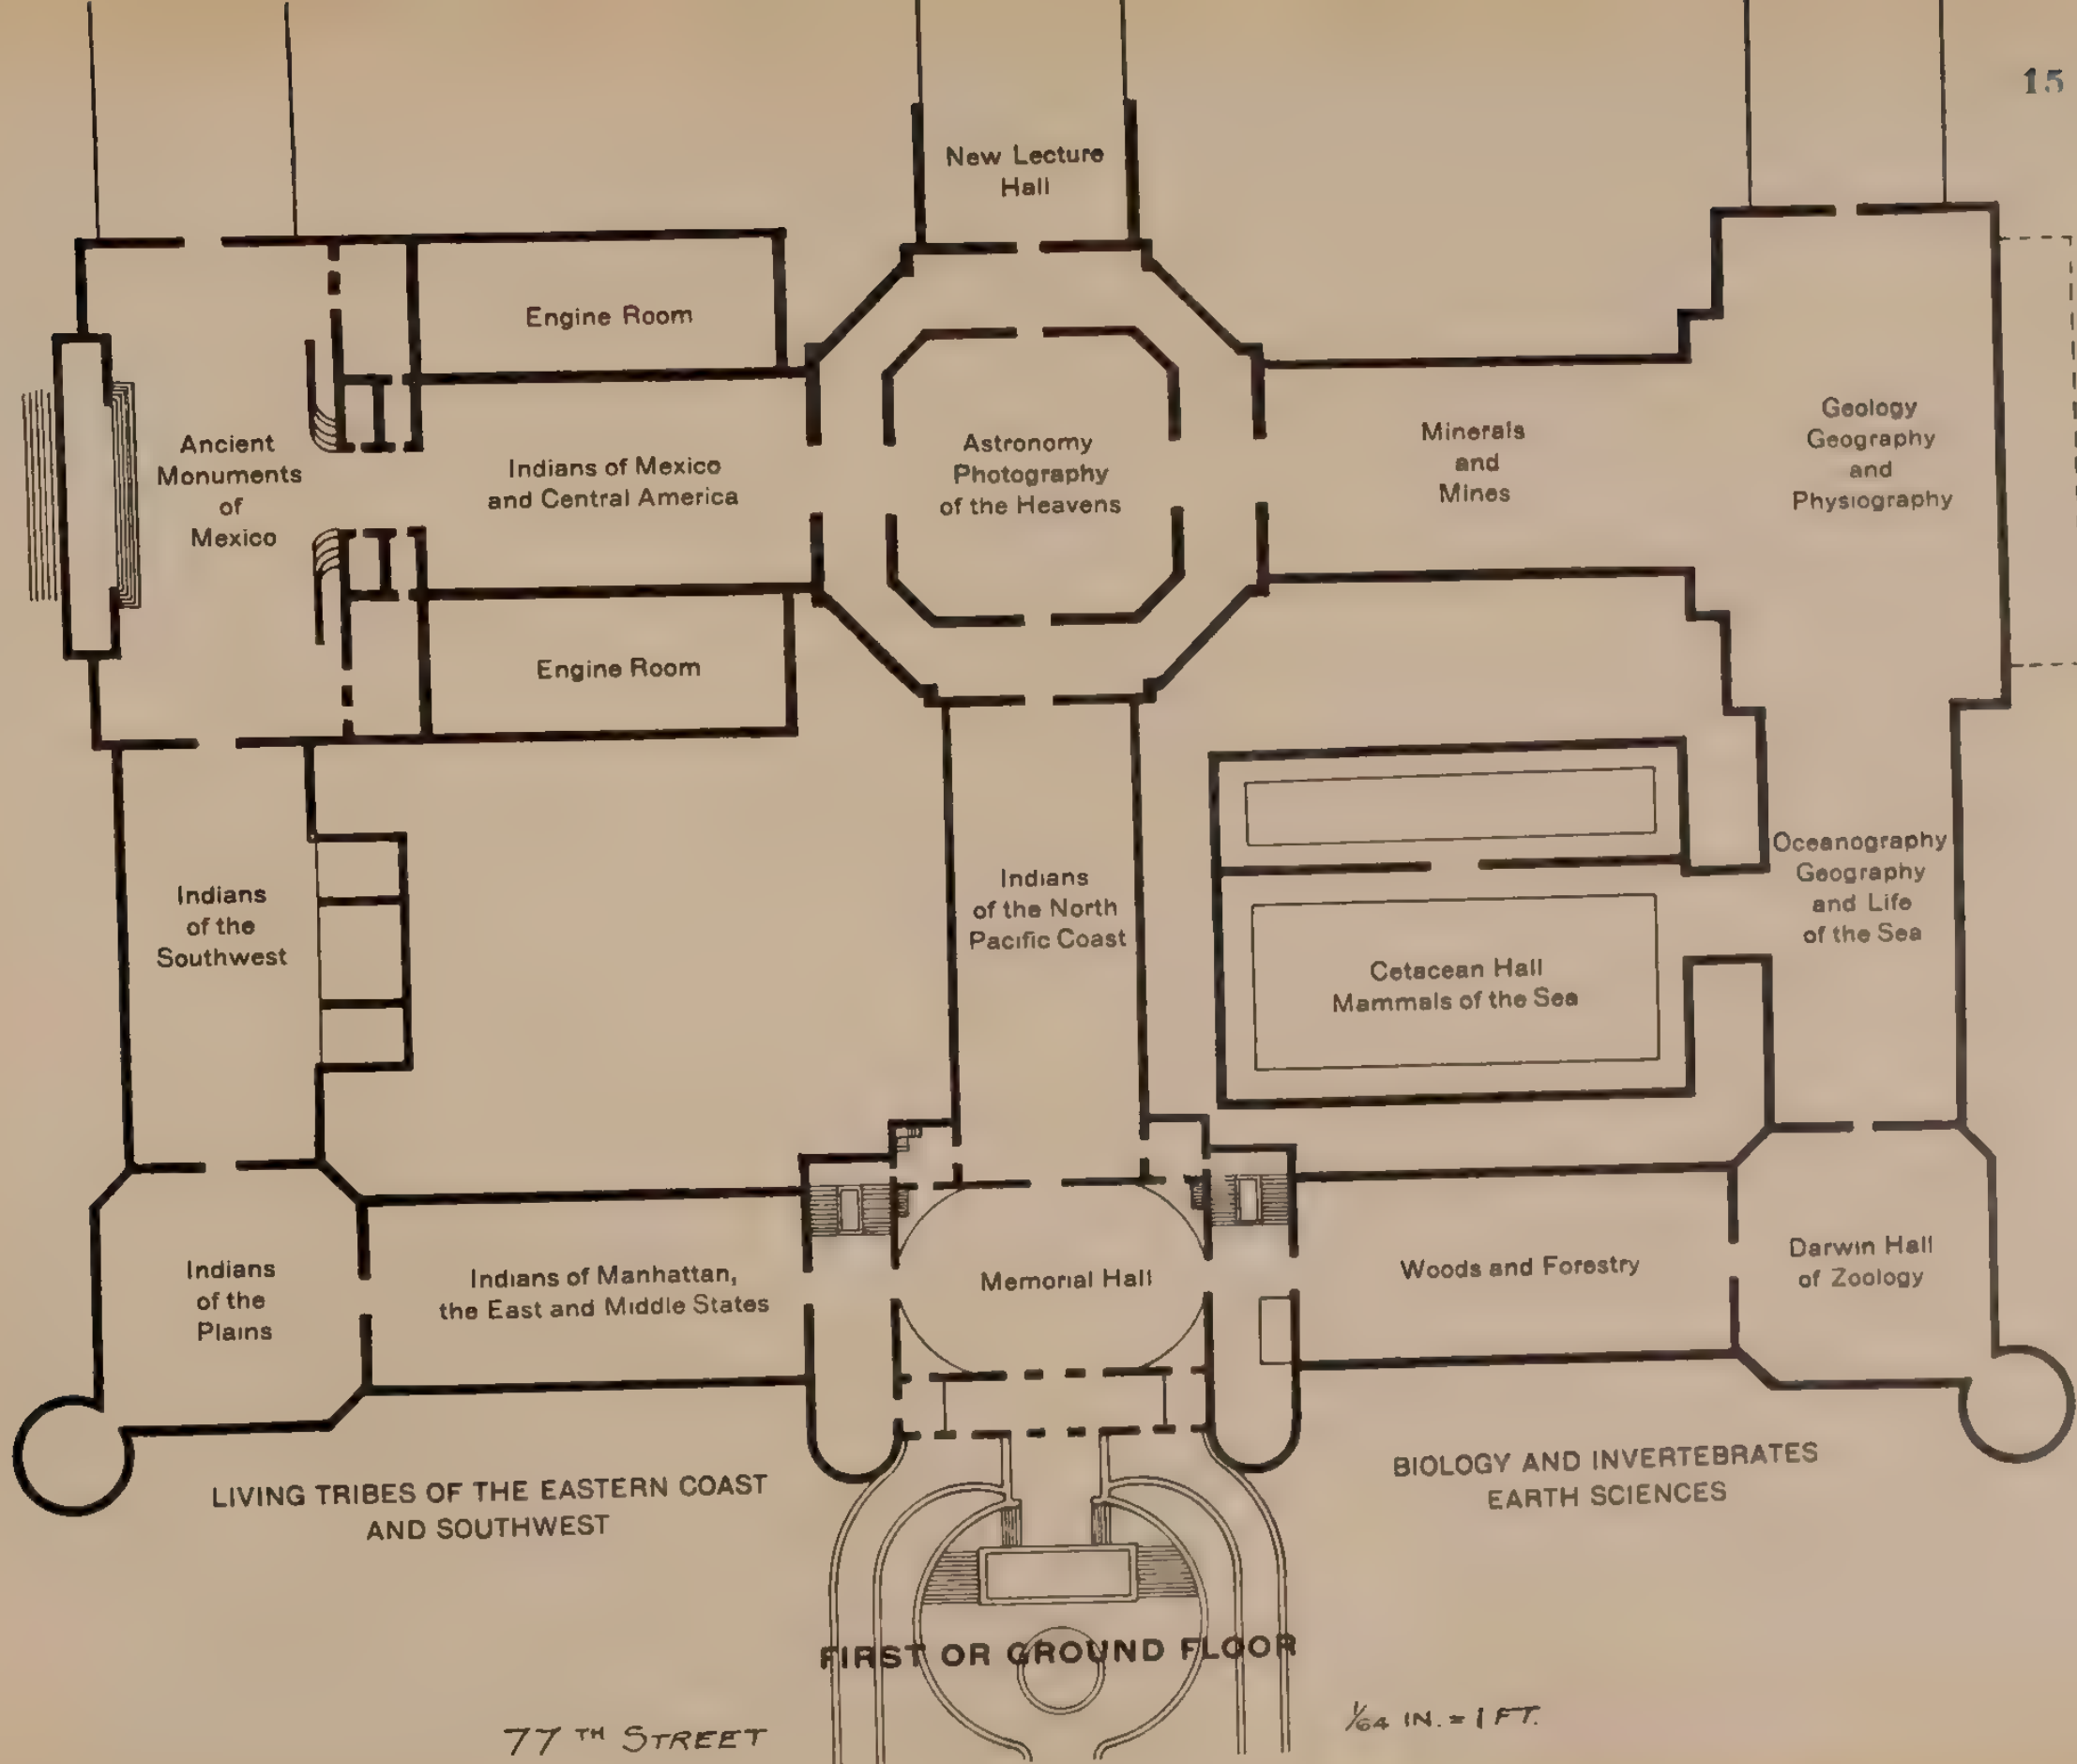 15
New Lecture
Hall
Engine Room
Ancient
Monuments
of
Mexico
Indians of Mexico
and Central America
Astronomy
Photography
of the Heavens
Minerals
and
Mines
Geology
Geography
and
Physiography
Engine Room
Indians
of the
Southwest
Indians
of the North
Pacific Coast
Oceanography
Geography
and Life
of the Sea
Cetacean Hall
Mammals of the Sea
Indians
of the
Plains
Indians of Manhattan,
the East and Middle States
Memorial Hall
Woods and Forestry
Darwin Hall
of Zoology
LIVING TRIBES OF THE EASTERN COAST
AND SOUTHWEST
BIOLOGY AND INVERTEBRATES
EARTH SCIENCES
FIRST OR GROUND FLOOR
77TH STREET
1/64 IN. = 1 FT.